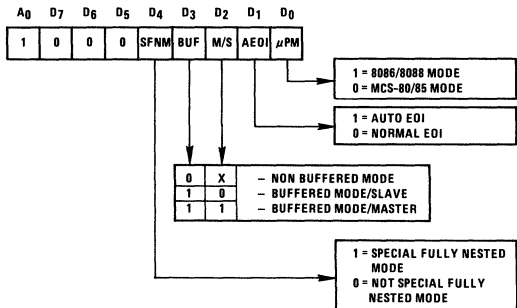 A0 D7 D6 D5 D4 D3 D2 D1 D0
1 0 0 0 SFNM BUF M/S AEOI μPM
1 = 8086/8088 MODE
0 = MCS-80/85 MODE
1 = AUTO EOI
0 = NORMAL EOI
0 X – NON BUFFERED MODE
1 0 – BUFFERED MODE/SLAVE
1 1 – BUFFERED MODE/MASTER
1 = SPECIAL FULLY NESTED
MODE
0 = NOT SPECIAL FULLY
NESTED MODE